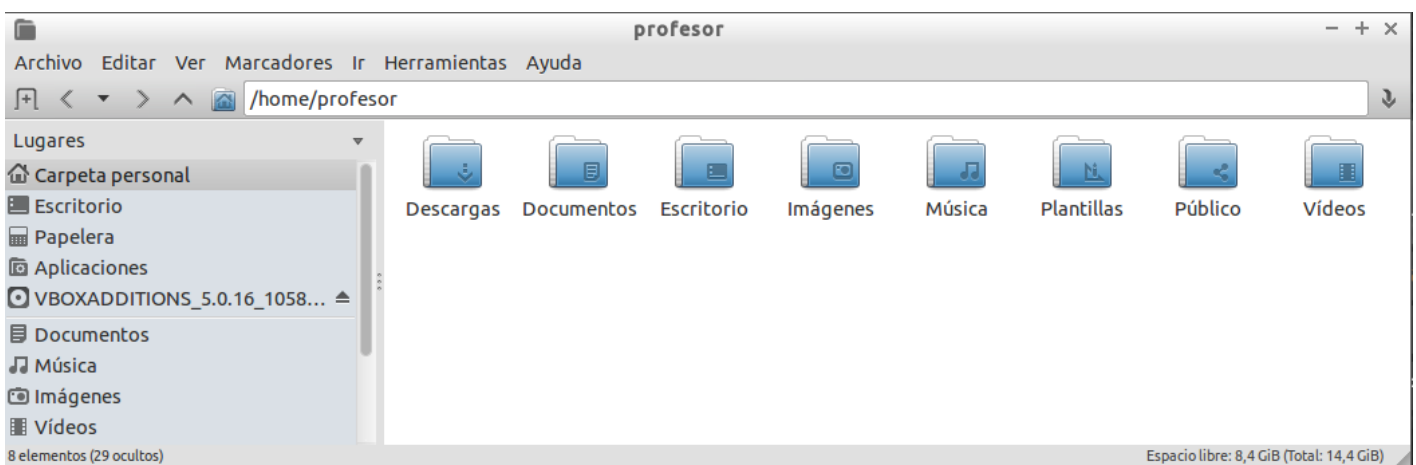 profesor
Archivo Editar Ver Marcadores Ir Herramientas Ayuda
/home/profesor
Lugares
Carpeta personal
Escritorio
Papelera
Aplicaciones
VBOXADDITIONS_5.0.16_1058...
Documentos
Música
Imágenes
Vídeos
Descargas Documentos Escritorio Imágenes Música Plantillas Público Vídeos
8 elementos (29 ocultos)
Espacio libre: 8,4 GiB (Total: 14,4 GiB)